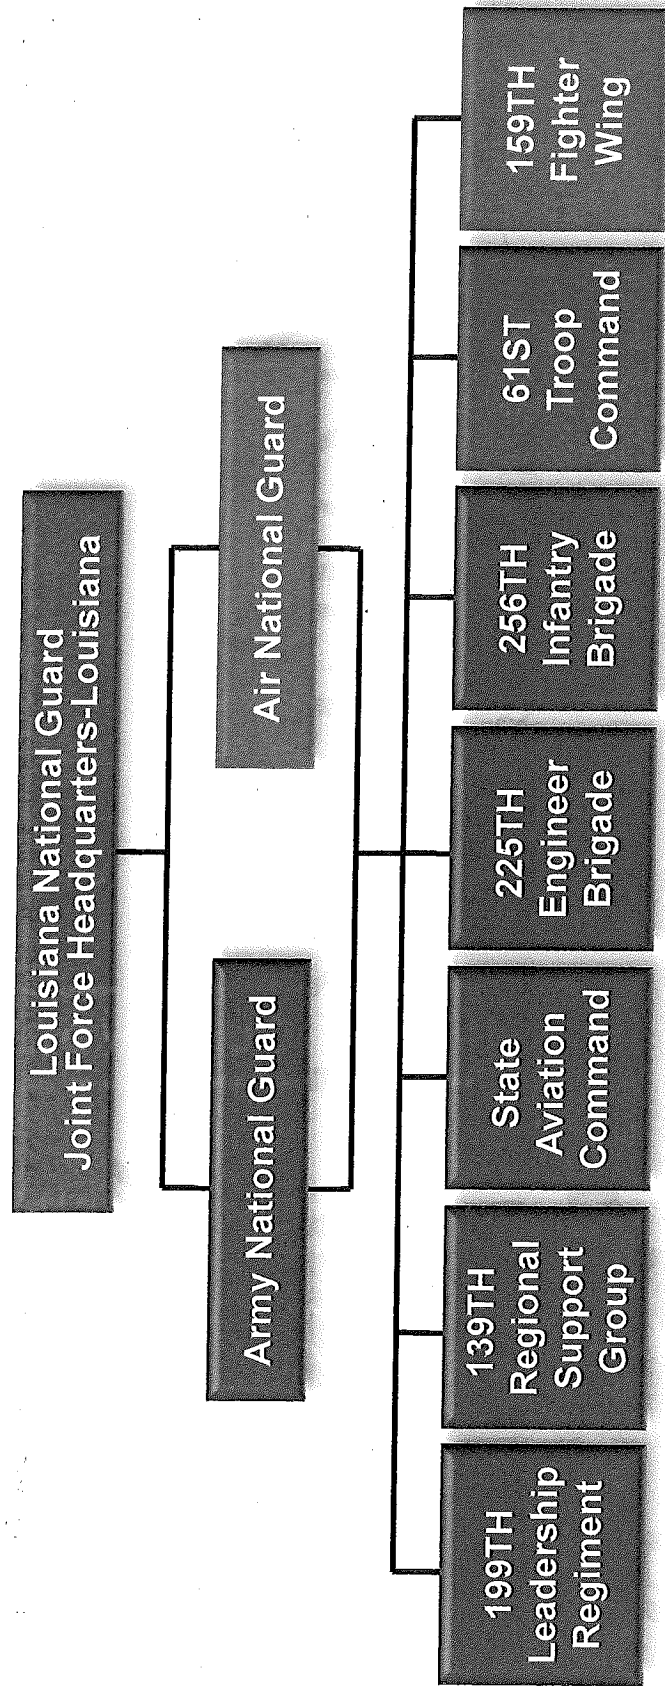 Louisiana National Guard
Joint Force Headquarters-Louisiana
Army National Guard
Air National Guard
199TH
Leadership
Regiment
139TH
Regional
Support
Group
State
Aviation
Command
225TH
Engineer
Brigade
256TH
Infantry
Brigade
61ST
Troop
Command
159TH
Fighter
Wing